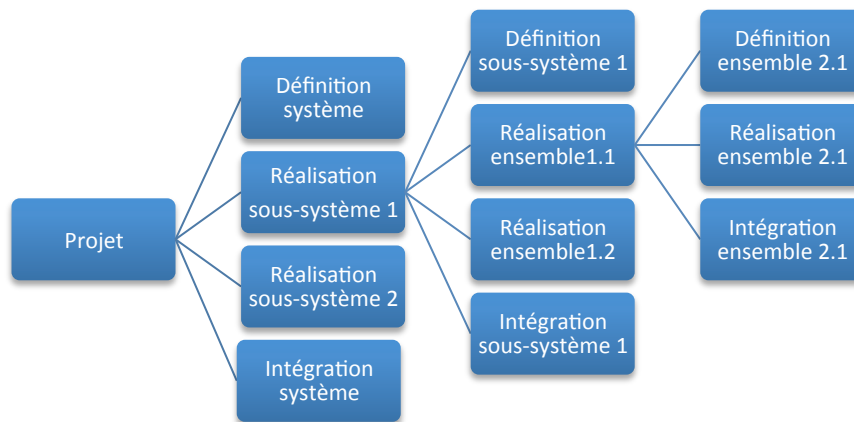 Projet
Définition
système
Réalisation
sous-système 1
Réalisation
sous-système 2
Intégration
système
Définition
sous-système 1
Réalisation
ensemble1.1
Réalisation
ensemble1.2
Intégration
sous-système 1
Définition
ensemble 2.1
Réalisation
ensemble 2.1
Intégration
ensemble 2.1